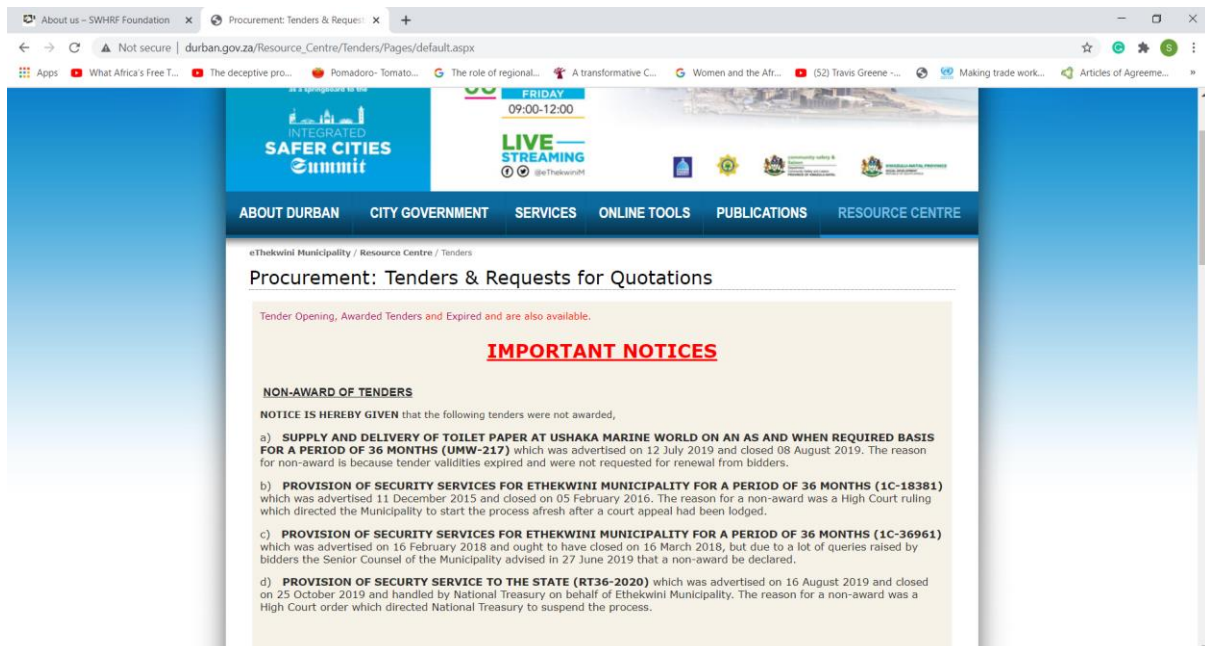 About us – SWHRF Foundation
Procurement: Tenders & Reques
Not secure | durban.gov.za/Resource_Centre/Tenders/Pages/default.aspx
Apps What Africa's Free T... The deceptive pro... Pomadoro- Tomato... The role of regional... A transformative C... Women and the Afr... (52) Travis Greene -... Making trade work... Articles of Agreeme... »
as a springboard to the
INTEGRATED
SAFER CITIES
Summit
FRIDAY
09:00-12:00
LIVE
STREAMING
@eThekwiniM
ABOUT DURBAN CITY GOVERNMENT SERVICES ONLINE TOOLS PUBLICATIONS RESOURCE CENTRE
eThekwini Municipality / Resource Centre / Tenders
Procurement: Tenders & Requests for Quotations
Tender Opening, Awarded Tenders and Expired and are also available.
IMPORTANT NOTICES
NON-AWARD OF TENDERS
NOTICE IS HEREBY GIVEN that the following tenders were not awarded,
a) SUPPLY AND DELIVERY OF TOILET PAPER AT USHAKA MARINE WORLD ON AN AS AND WHEN REQUIRED BASIS
FOR A PERIOD OF 36 MONTHS (UMW-217) which was advertised on 12 July 2019 and closed 08 August 2019. The reason
for non-award is because tender validities expired and were not requested for renewal from bidders.
b) PROVISION OF SECURITY SERVICES FOR ETHEKWINI MUNICIPALITY FOR A PERIOD OF 36 MONTHS (1C-18381)
which was advertised 11 December 2015 and closed on 05 February 2016. The reason for a non-award was a High Court ruling
which directed the Municipality to start the process afresh after a court appeal had been lodged.
c) PROVISION OF SECURITY SERVICES FOR ETHEKWINI MUNICIPALITY FOR A PERIOD OF 36 MONTHS (1C-36961)
which was advertised on 16 February 2018 and ought to have closed on 16 March 2018, but due to a lot of queries raised by
bidders the Senior Counsel of the Municipality advised in 27 June 2019 that a non-award be declared.
d) PROVISION OF SECURTY SERVICE TO THE STATE (RT36-2020) which was advertised on 16 August 2019 and closed
on 25 October 2019 and handled by National Treasury on behalf of Ethekwini Municipality. The reason for a non-award was a
High Court order which directed National Treasury to suspend the process.